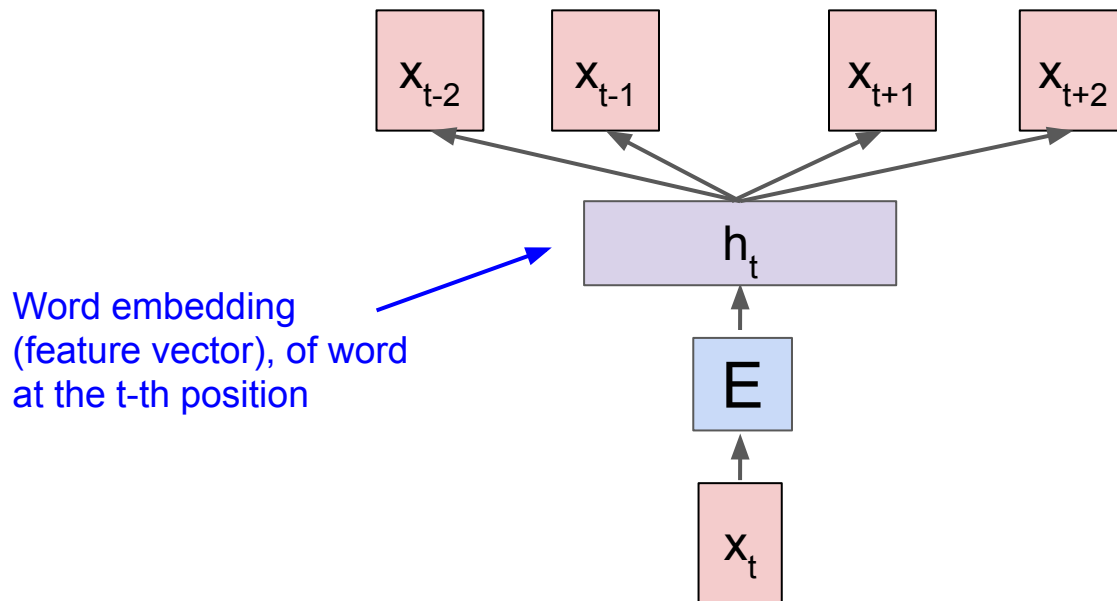 x_{t-2} x_{t-1} x_{t+1} x_{t+2}
h_t
Word embedding
(feature vector), of word
at the t-th position
E
x_t